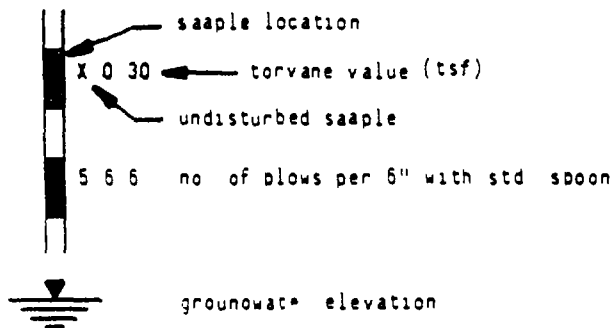 saaple location
X 0 30 torvane value (tsf)
undisturbed saaple
5 6 6 no of blows per 6" with std spoon
grounowat* elevation